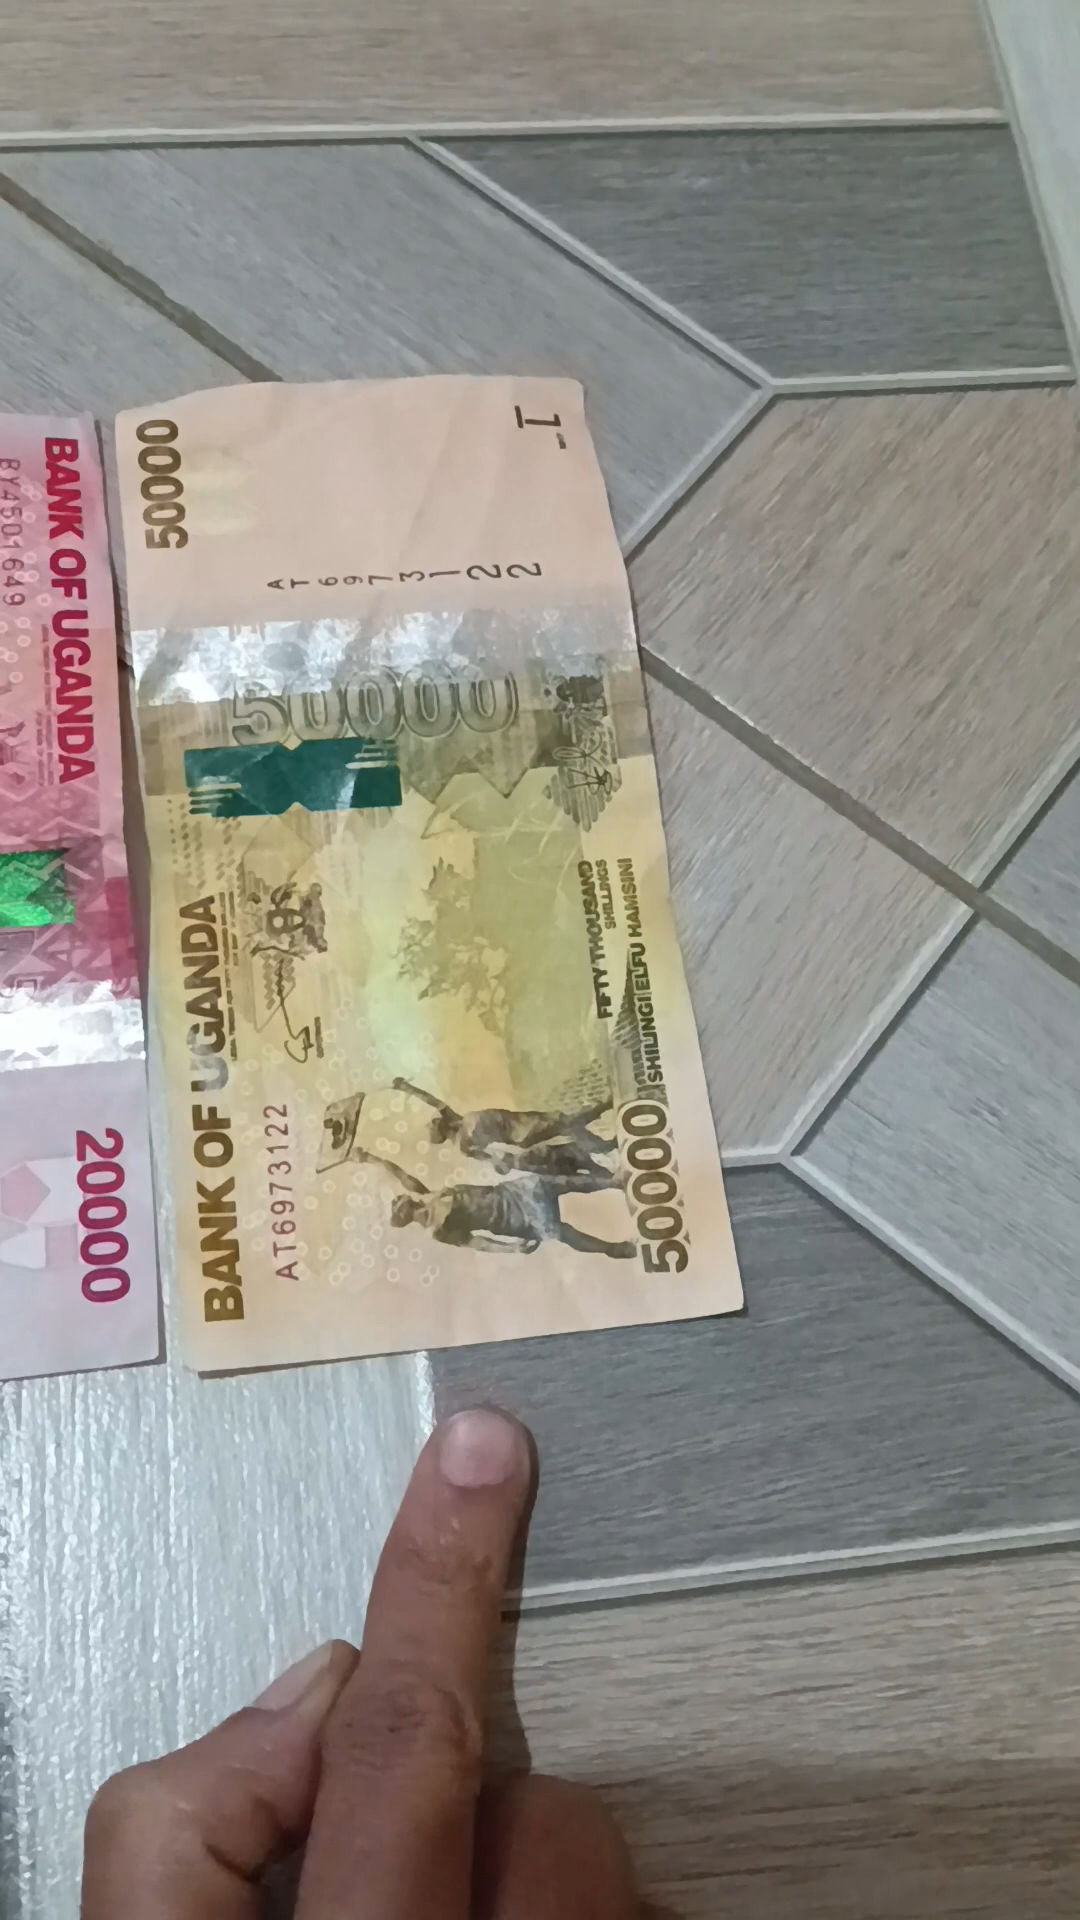 BANK OF UGANDA
BY4501649
20000
50000
AT6973122
50000
BANK OF UGANDA
AT6973122
FIFTY THOUSAND
SHILLINGS
SHILINGI ELFU HAMSINI
50000